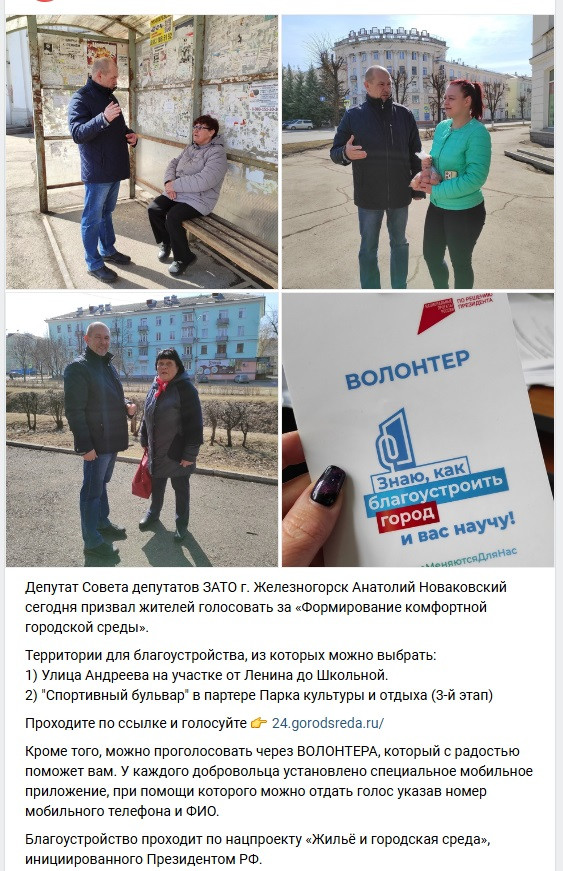 ПО РЕШЕНИЮ
ПРЕЗИДЕНТА
ВОЛОНТЕР
Знаю, как
благоустроить
город
и вас научу!
МеняютсяДляНас
Депутат Совета депутатов ЗАТО г. Железногорск Анатолий Новаковский
сегодня призвал жителей голосовать за «Формирование комфортной
городской среды».
Территории для благоустройства, из которых можно выбрать:
1) Улица Андреева на участке от Ленина до Школьной.
2) "Спортивный бульвар" в партере Парка культуры и отдыха (3-й этап)
Проходите по ссылке и голосуйте 👉 24.gorodsreda.ru/
Кроме того, можно проголосовать через ВОЛОНТЕРА, который с радостью
поможет вам. У каждого добровольца установлено специальное мобильное
приложение, при помощи которого можно отдать голос указав номер
мобильного телефона и ФИО.
Благоустройство проходит по нацпроекту «Жильё и городская среда»,
инициированного Президентом РФ.